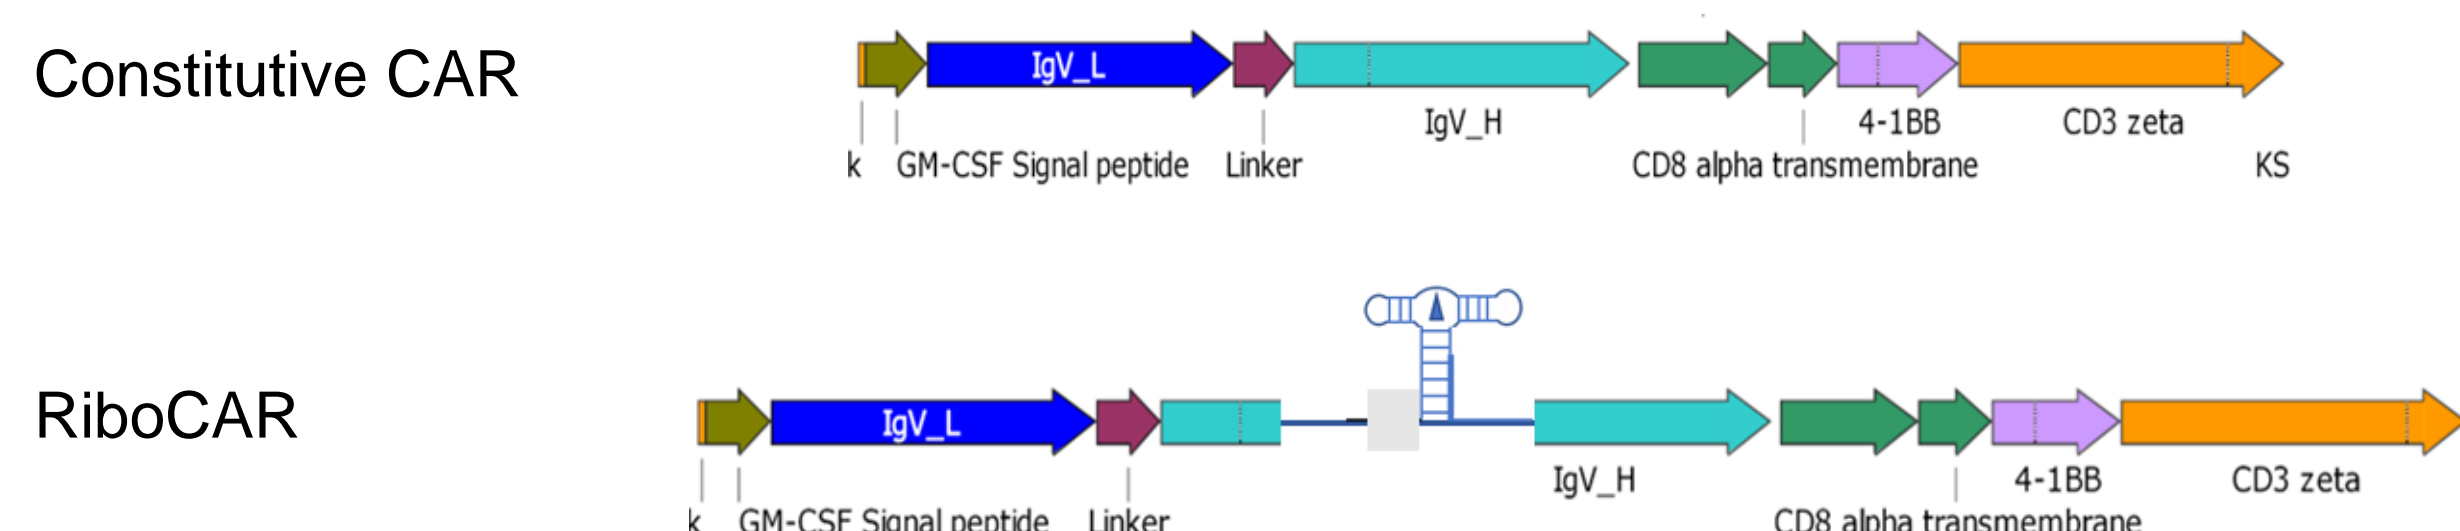 Constitutive CAR
IgV_L
IgV_H
4-1BB
CD3 zeta
k
GM-CSF Signal peptide
Linker
CD8 alpha transmembrane
KS
RiboCAR
IgV_L
IgV_H
4-1BB
CD3 zeta
k
GM-CSF Signal peptide
Linker
CD8 alpha transmembrane